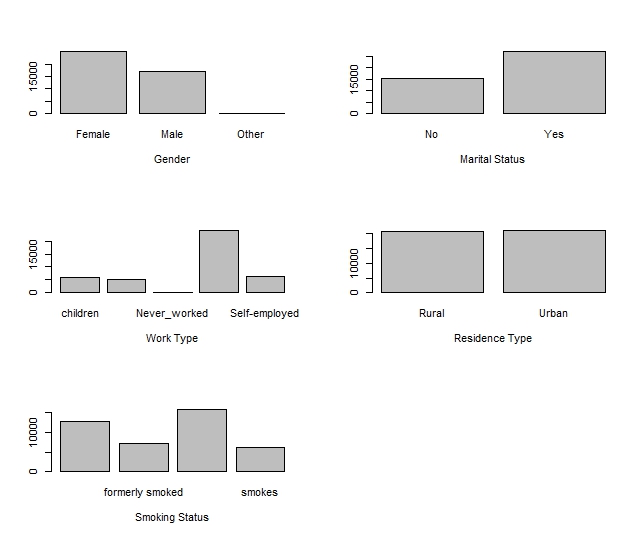 0 15000
Female Male Other
Gender
0 15000
No Yes
Marital Status
0 15000
children Never_worked Self-employed
Work Type
0 10000
Rural Urban
Residence Type
0 10000
formerly smoked smokes
Smoking Status